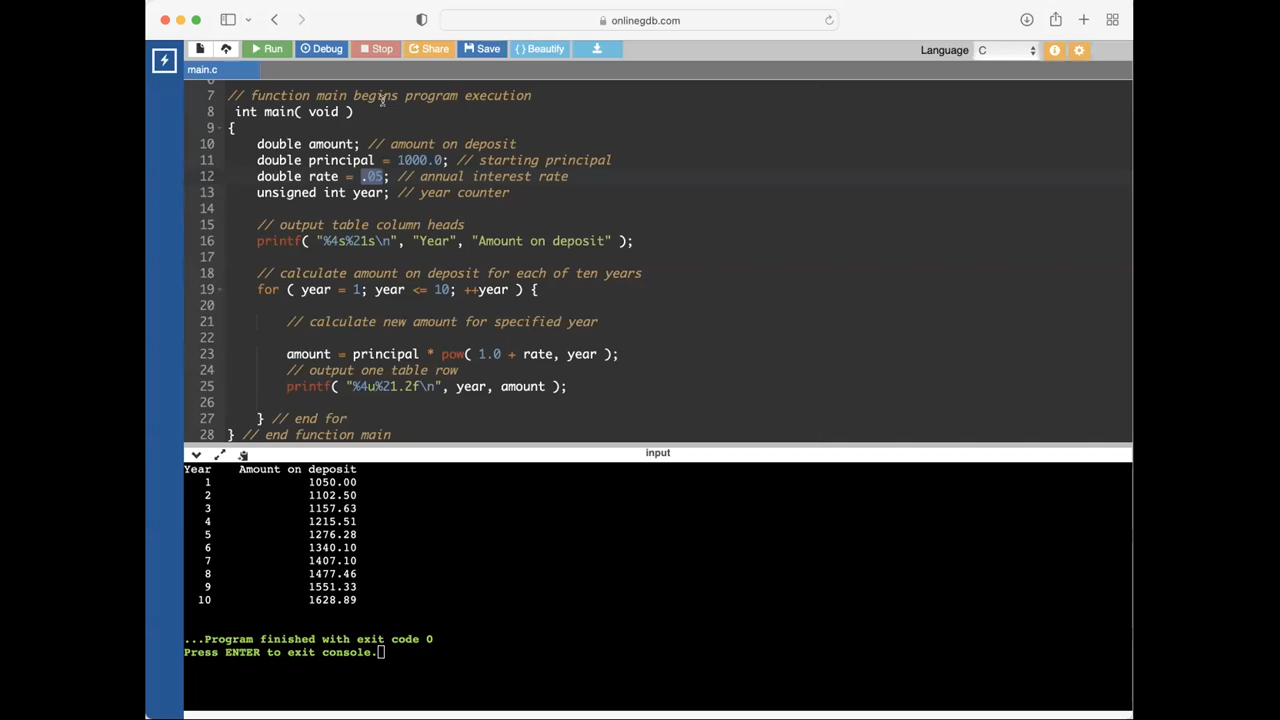 onlinegdb.com
Run Debug Stop Share Save { } Beautify Language C
main.c
6
7 // function main begins program execution
8 int main( void )
9 {
10 double amount; // amount on deposit
11 double principal = 1000.0; // starting principal
12 double rate = .05; // annual interest rate
13 unsigned int year; // year counter
14
15 // output table column heads
16 printf( "%4s%21s\n", "Year", "Amount on deposit" );
17
18 // calculate amount on deposit for each of ten years
19 for ( year = 1; year <= 10; ++year ) {
20
21 // calculate new amount for specified year
22
23 amount = principal * pow( 1.0 + rate, year );
24 // output one table row
25 printf( "%4u%21.2f\n", year, amount );
26
27 } // end for
28 } // end function main
input
Year Amount on deposit
1 1050.00
2 1102.50
3 1157.63
4 1215.51
5 1276.28
6 1340.10
7 1407.10
8 1477.46
9 1551.33
10 1628.89
...Program finished with exit code 0
Press ENTER to exit console.